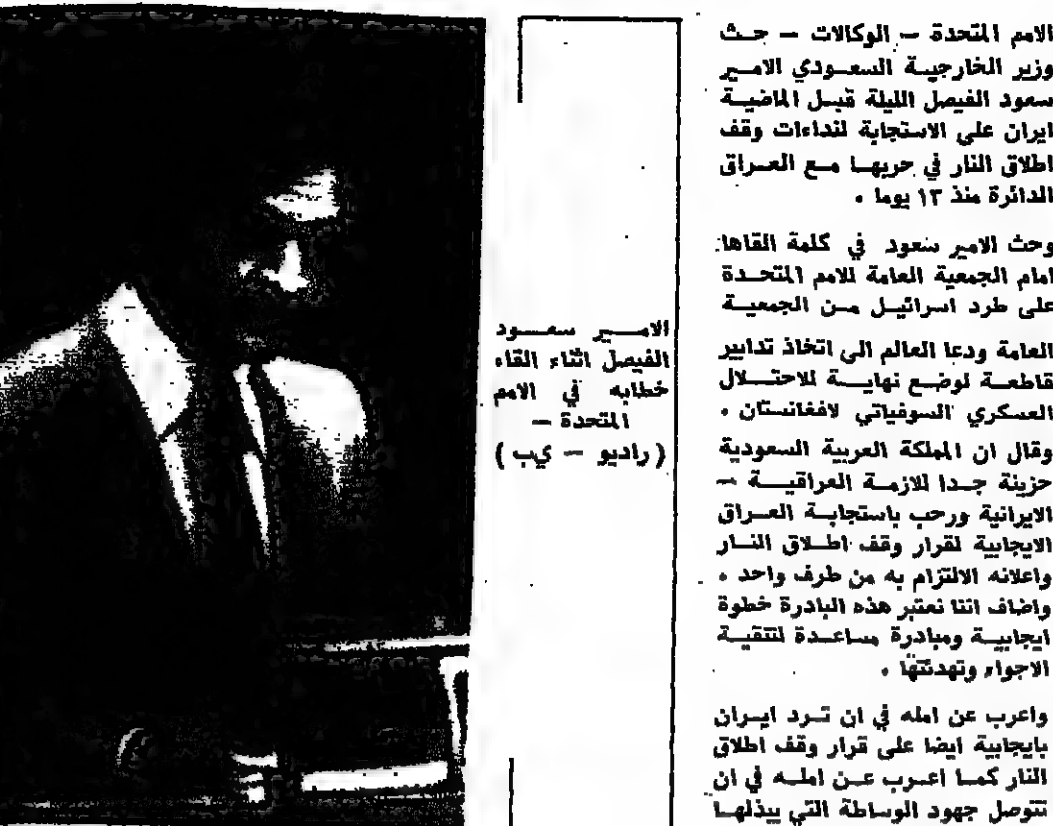 الامم المتحدة – الوكالات – حث
وزير الخارجية السعودي الامير
سعود الفيصل الليلة قبل الماضية
ايران على الاستجابة لنداءات وقف
اطلاق النار في حربها مع العراق
الدائرة منذ ١٣ يوما .
وحث الامير سعود في كلمة القاها
امام الجمعية العامة للامم المتحدة
على طرد اسرائيل من الجمعية
العامة ودعا العالم الى اتخاذ تدابير
قاطعة لوضع نهاية للاحتلال
العسكري السوفياتي لافغانستان .
وقال ان المملكة العربية السعودية
حزينة جدا للازمة العراقية –
الايرانية ورحب باستجابة العراق
الايجابية لقرار وقف اطلاق النار
واعلانه الالتزام به من طرف واحد .
واضاف اننا نعتبر هذه البادرة خطوة
ايجابية ومبادرة مساعدة لتنقية
الاجواء وتهدئتها .
واعرب عن امله في ان ترد ايران
بايجابية ايضا على قرار وقف اطلاق
النار كما اعرب عن امله في ان
تتوصل جهود الوساطة التي يبذلها
الامير سعود
الفيصل اثناء القاء
خطابه في الامم
المتحدة –
( راديو – يب )